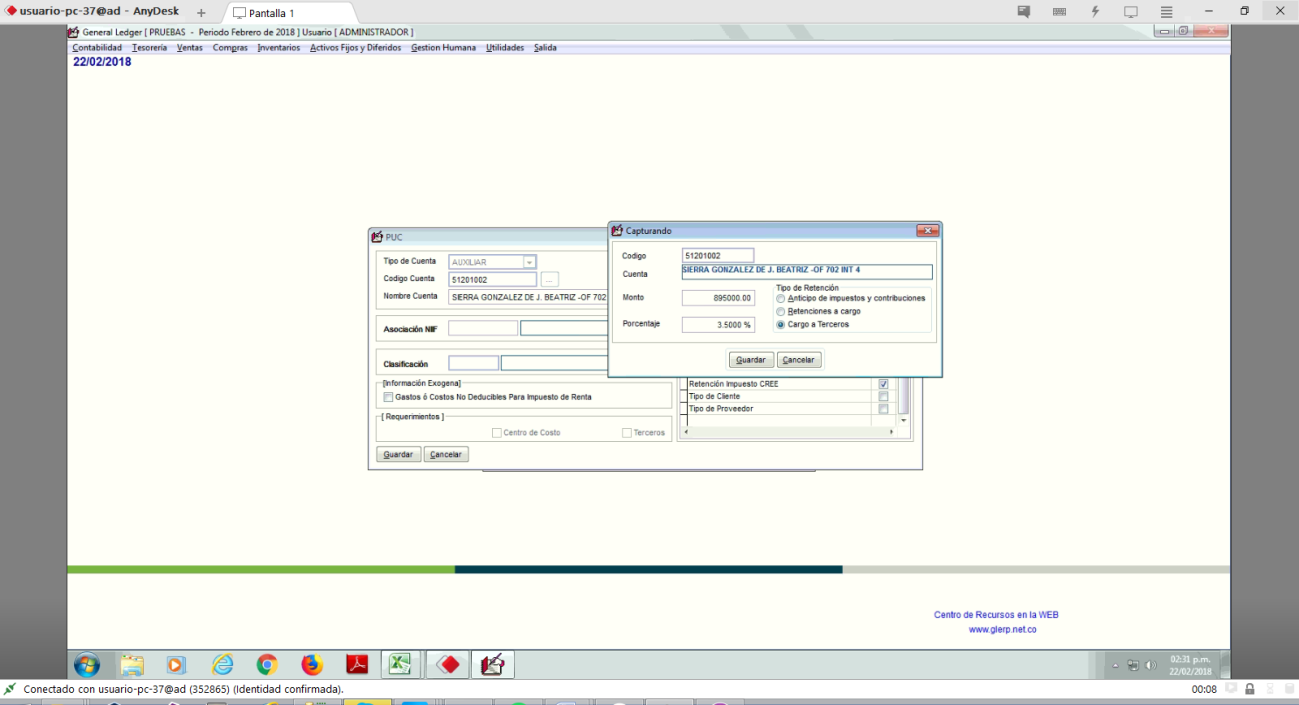 usuario-pc-37@ad - AnyDesk + Pantalla 1
General Ledger [ PRUEBAS - Periodo Febrero de 2018 ] Usuario [ ADMINISTRADOR ]
Contabilidad Tesorería Ventas Compras Inventarios Activos Fijos y Diferidos Gestion Humana Utilidades Salida
22/02/2018
PUC
Tipo de Cuenta AUXILIAR
Codigo Cuenta 51201002 ...
Nombre Cuenta SIERRA GONZALEZ DE J. BEATRIZ -OF 702
Asociación NIIF
Clasificación
[Información Exogena]
Gastos ó Costos No Deducibles Para Impuesto de Renta
[ Requerimientos ]
Centro de Costo Terceros
Guardar Cancelar
Capturando
Codigo 51201002
Cuenta SIERRA GONZALEZ DE J. BEATRIZ -OF 702 INT 4
Monto 895000.00
Porcentaje 3.5000 %
Tipo de Retención
Anticipo de impuestos y contribuciones
Retenciones a cargo
Cargo a Terceros
Guardar Cancelar
Retención Impuesto CREE
Tipo de Cliente
Tipo de Proveedor
Centro de Recursos en la WEB
www.glerp.net.co
02:31 p.m.
22/02/2018
Conectado con usuario-pc-37@ad (352865) (Identidad confirmada). 00:08